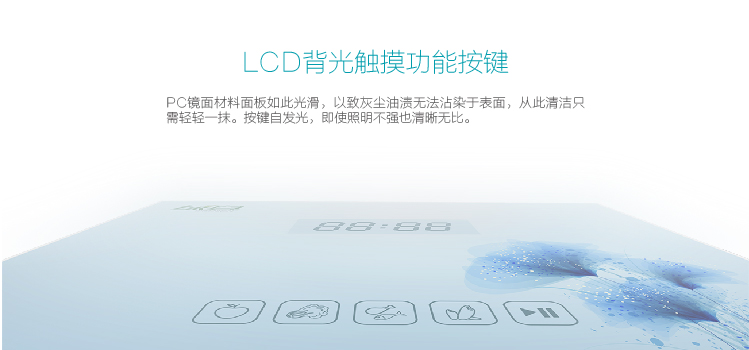 LCD背光触摸功能按键
PC镜面材料面板如此光滑，以致灰尘油渍无法沾染于表面，从此清洁只
需轻轻一抹。按键自发光，即使照明不强也清晰无比。
88:88